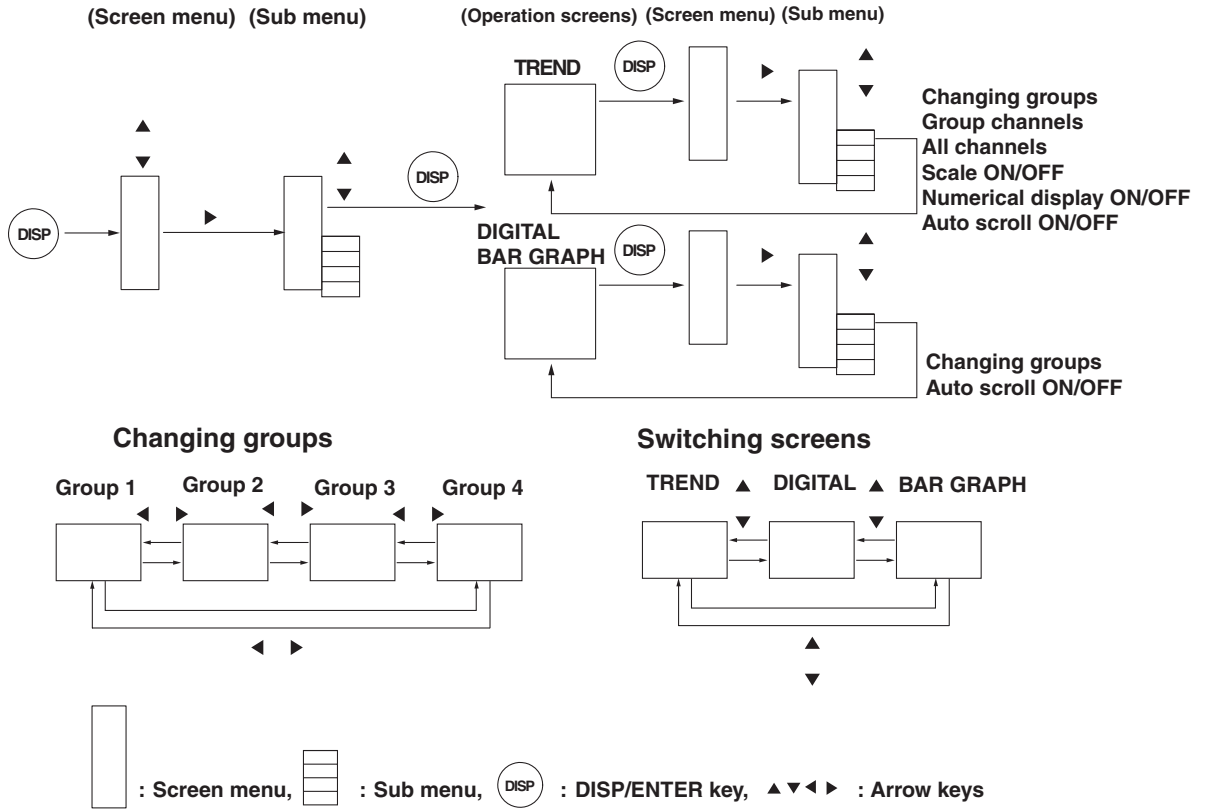 (Screen menu) (Sub menu)
(Operation screens) (Screen menu) (Sub menu)
TREND
DISP
Changing groups
Group channels
All channels
Scale ON/OFF
Numerical display ON/OFF
Auto scroll ON/OFF
DISP
DISP
DIGITAL
BAR GRAPH
DISP
Changing groups
Auto scroll ON/OFF
Changing groups
Group 1 Group 2 Group 3 Group 4
Switching screens
TREND DIGITAL BAR GRAPH
: Screen menu, : Sub menu, DISP : DISP/ENTER key, : Arrow keys